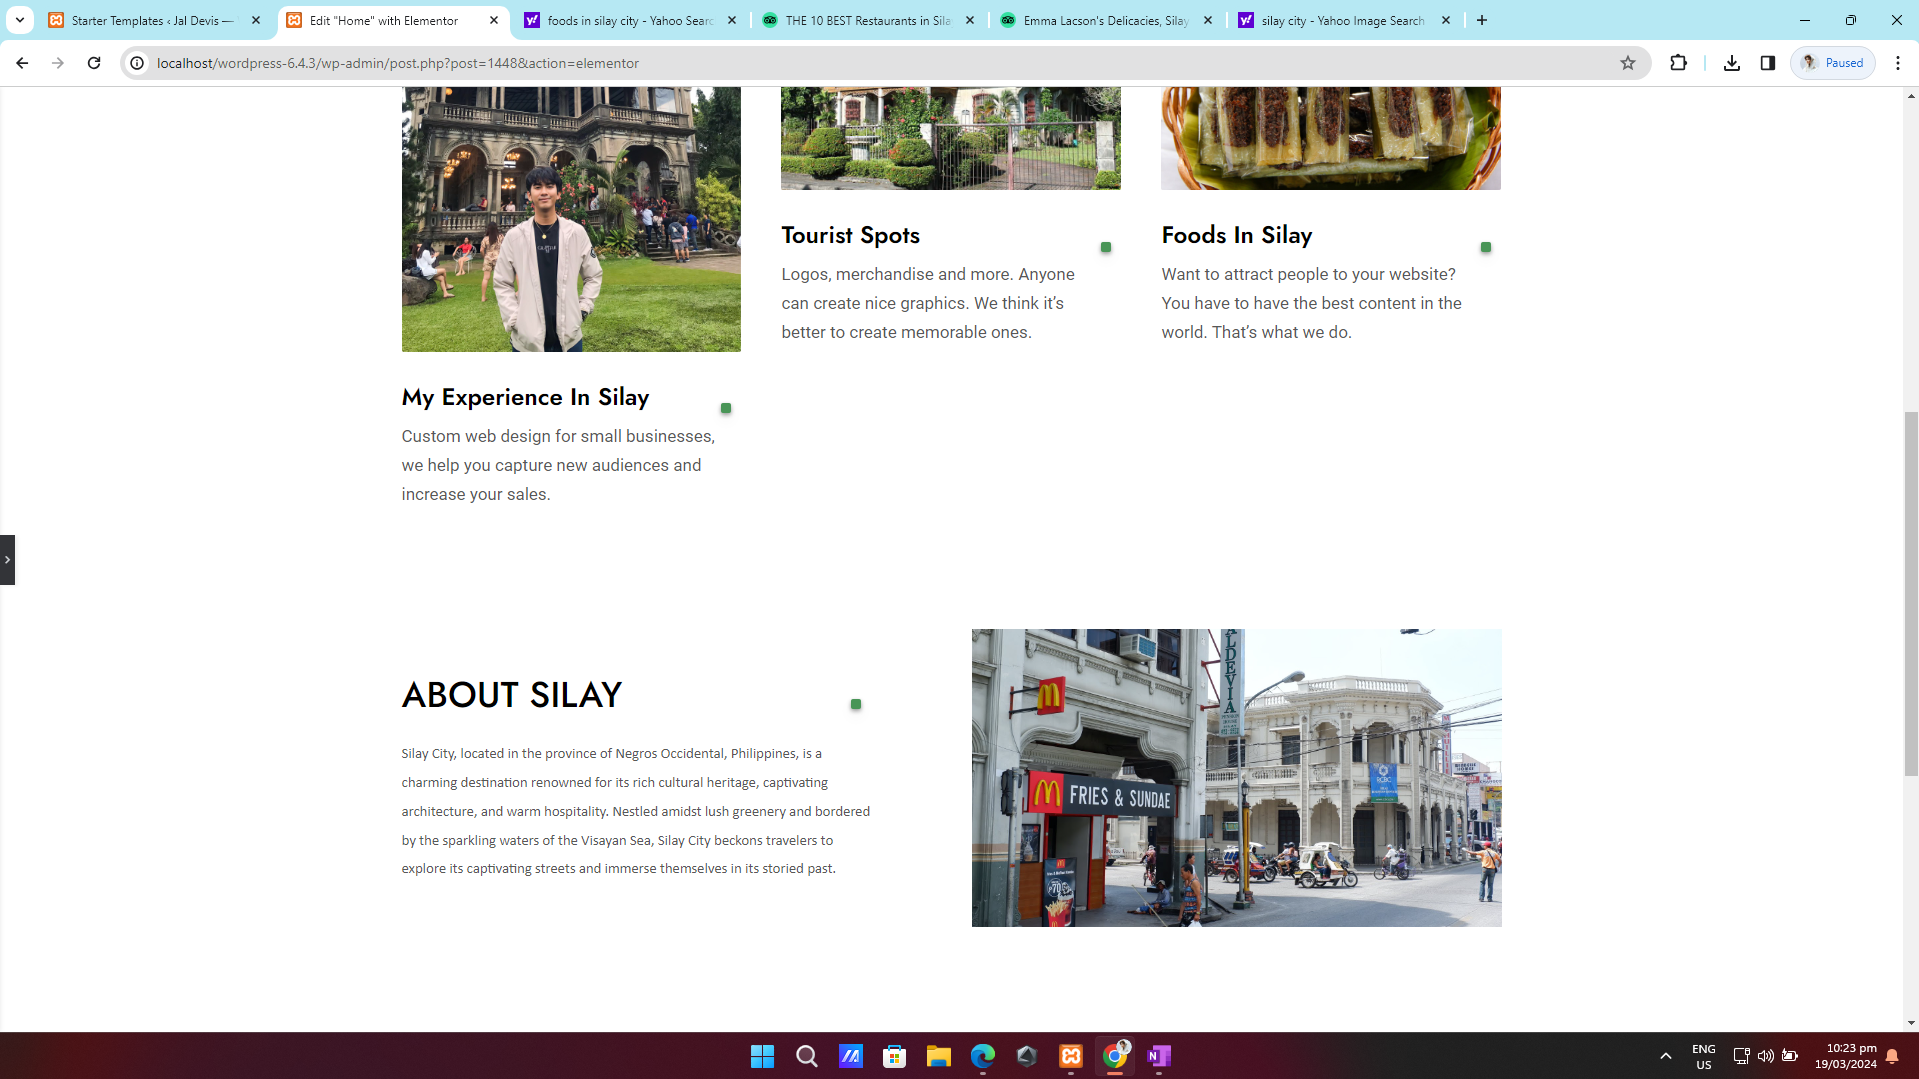 Starter Templates ‹ Jal Devis —
Edit "Home" with Elementor
foods in silay city - Yahoo Searc
THE 10 BEST Restaurants in Sila
Emma Lacson's Delicacies, Silay
silay city - Yahoo Image Search
localhost/wordpress-6.4.3/wp-admin/post.php?post=1448&action=elementor
Paused
Tourist Spots
Logos, merchandise and more. Anyone
can create nice graphics. We think it’s
better to create memorable ones.
Foods In Silay
Want to attract people to your website?
You have to have the best content in the
world. That’s what we do.
My Experience In Silay
Custom web design for small businesses,
we help you capture new audiences and
increase your sales.
ABOUT SILAY
Silay City, located in the province of Negros Occidental, Philippines, is a
charming destination renowned for its rich cultural heritage, captivating
architecture, and warm hospitality. Nestled amidst lush greenery and bordered
by the sparkling waters of the Visayan Sea, Silay City beckons travelers to
explore its captivating streets and immerse themselves in its storied past.
ALDEVIA
RCBC
FRIES & SUNDAE
ENG
US
10:23 pm
19/03/2024